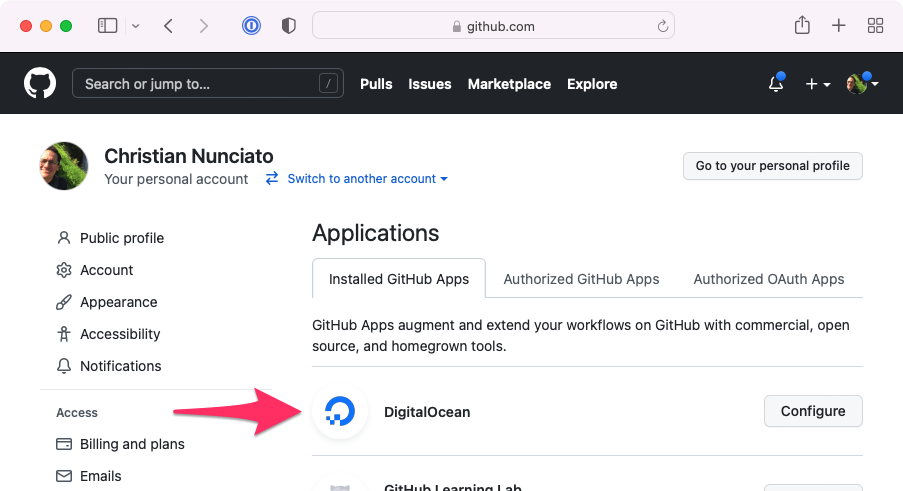 github.com
Search or jump to...
/
Pulls
Issues
Marketplace
Explore
Christian Nunciato
Your personal account
Switch to another account
Go to your personal profile
Public profile
Account
Appearance
Accessibility
Notifications
Access
Billing and plans
Emails
Applications
Installed GitHub Apps
Authorized GitHub Apps
Authorized OAuth Apps
GitHub Apps augment and extend your workflows on GitHub with commercial, open
source, and homegrown tools.
DigitalOcean
Configure
GitHub Learning Lab